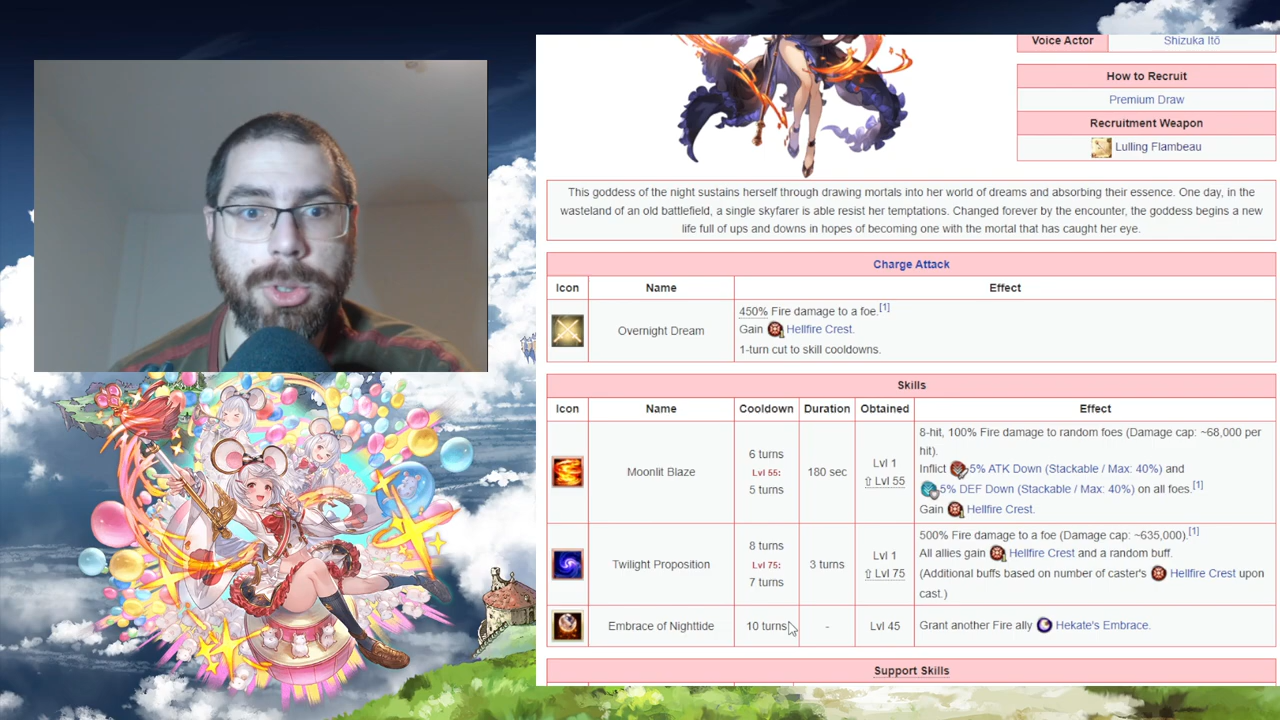 Voice Actor Shizuka Itō
How to Recruit
Premium Draw
Recruitment Weapon
Lulling Flambeau
This goddess of the night sustains herself through drawing mortals into her world of dreams and absorbing their essence. One day, in the
wasteland of an old battlefield, a single skyfarer is able resist her temptations. Changed forever by the encounter, the goddess begins a new
life full of ups and downs in hopes of becoming one with the mortal that has caught her eye.
Charge Attack
Icon Name Effect
Overnight Dream
450% Fire damage to a foe.[1]
Gain Hellfire Crest.
1-turn cut to skill cooldowns.
Skills
Icon Name Cooldown Duration Obtained Effect
Moonlit Blaze
6 turns
Lvl 55:
5 turns
180 sec
Lvl 1
⇧ Lvl 55
8-hit, 100% Fire damage to random foes (Damage cap: ~68,000 per
hit).
Inflict 5% ATK Down (Stackable / Max: 40%) and
5% DEF Down (Stackable / Max: 40%) on all foes.[1]
Gain Hellfire Crest.
Twilight Proposition
8 turns
Lvl 75:
7 turns
3 turns
Lvl 1
⇧ Lvl 75
500% Fire damage to a foe (Damage cap: ~635,000).[1]
All allies gain Hellfire Crest and a random buff.
(Additional buffs based on number of caster's Hellfire Crest upon
cast.)
Embrace of Nighttide 10 turns - Lvl 45 Grant another Fire ally Hekate's Embrace.
Support Skills